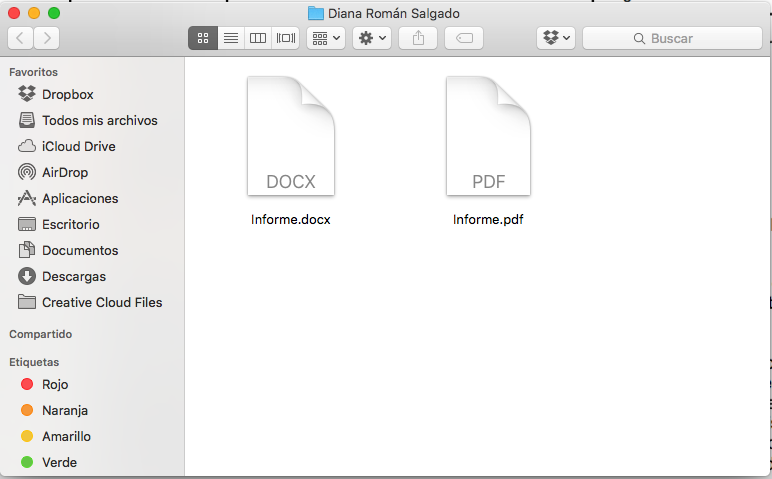 Diana Román Salgado
Buscar
Favoritos
Dropbox
Todos mis archivos
iCloud Drive
AirDrop
Aplicaciones
Escritorio
Documentos
Descargas
Creative Cloud Files
Compartido
Etiquetas
Rojo
Naranja
Amarillo
Verde
DOCX
PDF
Informe.docx
Informe.pdf